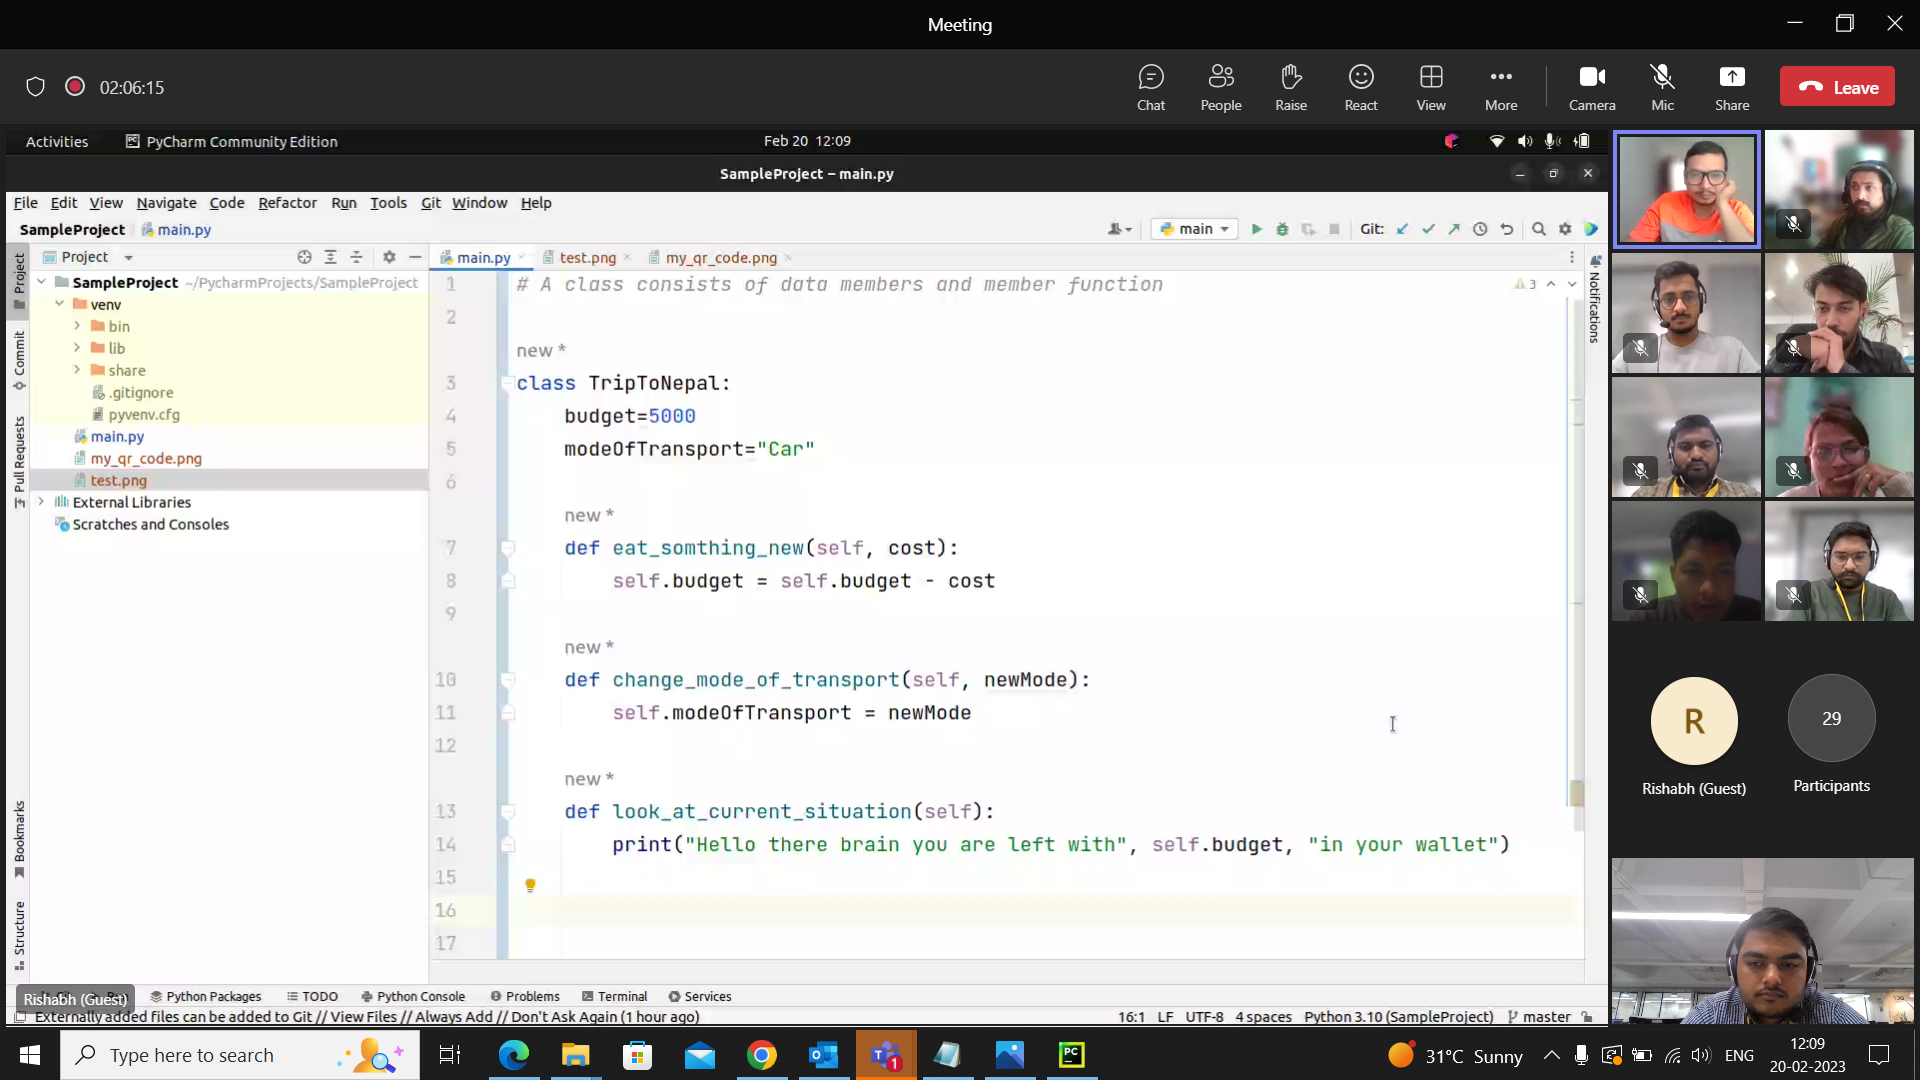 Meeting
02:06:15
Chat
People
Raise
React
View
More
Camera
Mic
Share
Leave
Activities
PyCharm Community Edition
Feb 20 12:09
SampleProject – main.py
File Edit View Navigate Code Refactor Run Tools Git Window Help
SampleProject main.py
main
Git:
Project
main.py
test.png
my_qr_code.png
SampleProject ~/PycharmProjects/SampleProject
venv
bin
lib
share
.gitignore
pyvenv.cfg
main.py
my_qr_code.png
test.png
External Libraries
Scratches and Consoles
Project
Commit
Pull Requests
Bookmarks
Structure
Notifications
3
1 # A class consists of data members and member function
2
new *
3 class TripToNepal:
4 budget=5000
5 modeOfTransport="Car"
6
new *
7 def eat_somthing_new(self, cost):
8 self.budget = self.budget - cost
9
new *
10 def change_mode_of_transport(self, newMode):
11 self.modeOfTransport = newMode
12
new *
13 def look_at_current_situation(self):
14 print("Hello there brain you are left with", self.budget, "in your wallet")
15
16
17
R
Rishabh (Guest)
29
Participants
Rishabh (Guest)
Python Packages
TODO
Python Console
Problems
Terminal
Services
Externally added files can be added to Git // View Files // Always Add // Don't Ask Again (1 hour ago)
16:1 LF UTF-8 4 spaces Python 3.10 (SampleProject) master
Type here to search
1
PC
31°C Sunny
ENG
12:09
20-02-2023